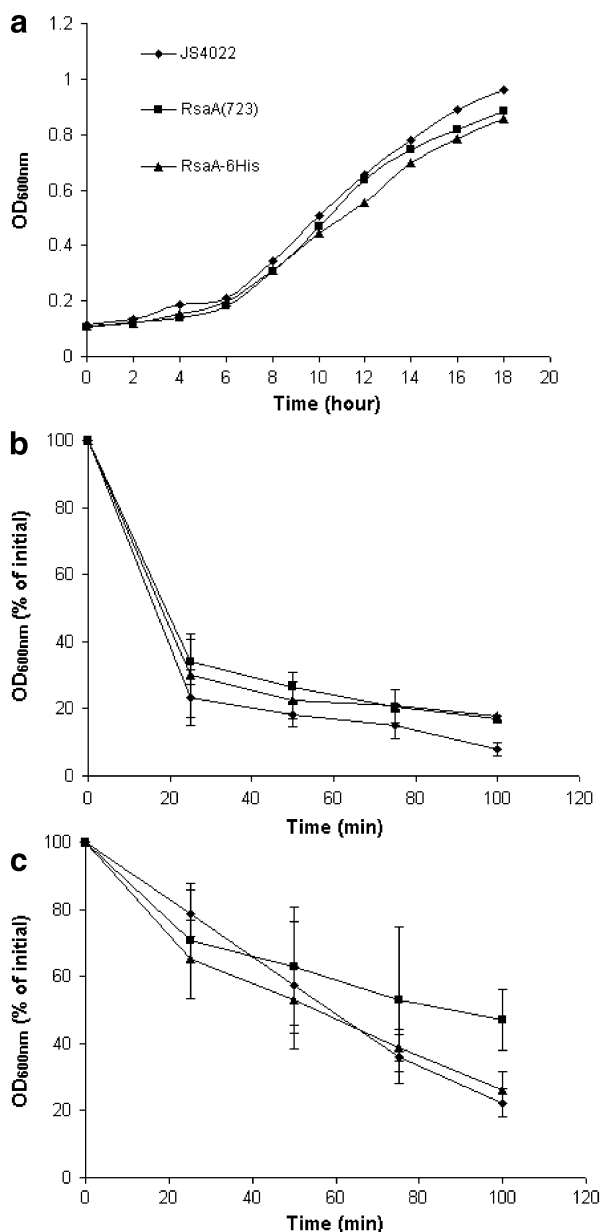 a
1.2
1
0.8
0.6
0.4
0.2
0
OD600nm
JS4022
RsaA(723)
RsaA-6His
0 2 4 6 8 10 12 14 16 18 20
Time (hour)
b
100
80
60
40
20
0
OD600nm (% of initial)
0 20 40 60 80 100 120
Time (min)
c
100
80
60
40
20
0
OD600nm (% of initial)
0 20 40 60 80 100 120
Time (min)